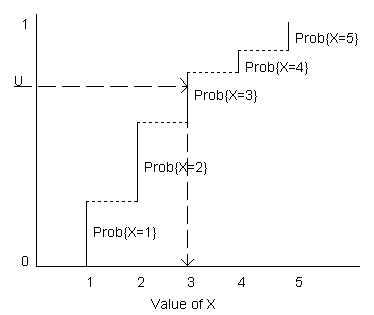 1
Prob{X=5}
Prob{X=4}
U
Prob{X=3}
Prob{X=2}
Prob{X=1}
0
1 2 3 4 5
Value of X